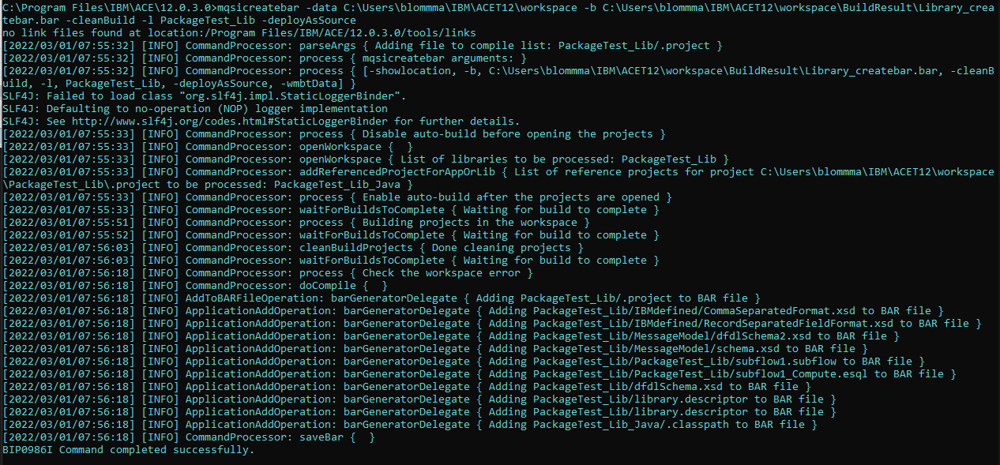 C:\Program Files\IBM\ACE\12.0.3.0>mqsicreatebar -data C:\Users\blommma\IBM\ACET12\workspace -b C:\Users\blommma\IBM\ACET12\workspace\BuildResult\Library_crea
tebar.bar -cleanBuild -l PackageTest_Lib -deployAsSource
no link files found at location:/Program Files/IBM/ACE/12.0.3.0/tools/links
[2022/03/01/07:55:32] [INFO] CommandProcessor: parseArgs { Adding file to compile list: PackageTest_Lib/.project }
[2022/03/01/07:55:32] [INFO] CommandProcessor: process { mqsicreatebar arguments: }
[2022/03/01/07:55:32] [INFO] CommandProcessor: process { [-showlocation, -b, C:\Users\blommma\IBM\ACET12\workspace\BuildResult\Library_createbar.bar, -cleanB
uild, -l, PackageTest_Lib, -deployAsSource, -wmbtData] }
SLF4J: Failed to load class "org.slf4j.impl.StaticLoggerBinder".
SLF4J: Defaulting to no-operation (NOP) logger implementation
SLF4J: See http://www.slf4j.org/codes.html#StaticLoggerBinder for further details.
[2022/03/01/07:55:33] [INFO] CommandProcessor: process { Disable auto-build before opening the projects }
[2022/03/01/07:55:33] [INFO] CommandProcessor: openWorkspace {  }
[2022/03/01/07:55:33] [INFO] CommandProcessor: openWorkspace { List of libraries to be processed: PackageTest_Lib }
[2022/03/01/07:55:33] [INFO] CommandProcessor: addReferencedProjectForAppOrLib { List of reference projects for project C:\Users\blommma\IBM\ACET12\workspace
\PackageTest_Lib\.project to be processed: PackageTest_Lib_Java }
[2022/03/01/07:55:33] [INFO] CommandProcessor: process { Enable auto-build after the projects are opened }
[2022/03/01/07:55:33] [INFO] CommandProcessor: waitForBuildsToComplete { Waiting for build to complete }
[2022/03/01/07:55:51] [INFO] CommandProcessor: process { Building projects in the workspace }
[2022/03/01/07:55:52] [INFO] CommandProcessor: waitForBuildsToComplete { Waiting for build to complete }
[2022/03/01/07:56:03] [INFO] CommandProcessor: cleanBuildProjects { Done cleaning projects }
[2022/03/01/07:56:03] [INFO] CommandProcessor: waitForBuildsToComplete { Waiting for build to complete }
[2022/03/01/07:56:18] [INFO] CommandProcessor: process { Check the workspace error }
[2022/03/01/07:56:18] [INFO] CommandProcessor: doCompile {  }
[2022/03/01/07:56:18] [INFO] AddToBARFileOperation: barGeneratorDelegate { Adding PackageTest_Lib/.project to BAR file }
[2022/03/01/07:56:18] [INFO] ApplicationAddOperation: barGeneratorDelegate { Adding PackageTest_Lib/IBMdefined/CommaSeparatedFormat.xsd to BAR file }
[2022/03/01/07:56:18] [INFO] ApplicationAddOperation: barGeneratorDelegate { Adding PackageTest_Lib/IBMdefined/RecordSeparatedFieldFormat.xsd to BAR file }
[2022/03/01/07:56:18] [INFO] ApplicationAddOperation: barGeneratorDelegate { Adding PackageTest_Lib/MessageModel/dfdlSchema2.xsd to BAR file }
[2022/03/01/07:56:18] [INFO] ApplicationAddOperation: barGeneratorDelegate { Adding PackageTest_Lib/MessageModel/schema.xsd to BAR file }
[2022/03/01/07:56:18] [INFO] ApplicationAddOperation: barGeneratorDelegate { Adding PackageTest_Lib/PackageTest_Lib/subflow1.subflow to BAR file }
[2022/03/01/07:56:18] [INFO] ApplicationAddOperation: barGeneratorDelegate { Adding PackageTest_Lib/PackageTest_Lib/subflow1_Compute.esql to BAR file }
[2022/03/01/07:56:18] [INFO] ApplicationAddOperation: barGeneratorDelegate { Adding PackageTest_Lib/dfdlSchema.xsd to BAR file }
[2022/03/01/07:56:18] [INFO] ApplicationAddOperation: barGeneratorDelegate { Adding PackageTest_Lib/library.descriptor to BAR file }
[2022/03/01/07:56:18] [INFO] ApplicationAddOperation: barGeneratorDelegate { Adding PackageTest_Lib/library.descriptor to BAR file }
[2022/03/01/07:56:18] [INFO] ApplicationAddOperation: barGeneratorDelegate { Adding PackageTest_Lib_Java/.classpath to BAR file }
[2022/03/01/07:56:18] [INFO] CommandProcessor: saveBar {  }
BIP0986I Command completed successfully.